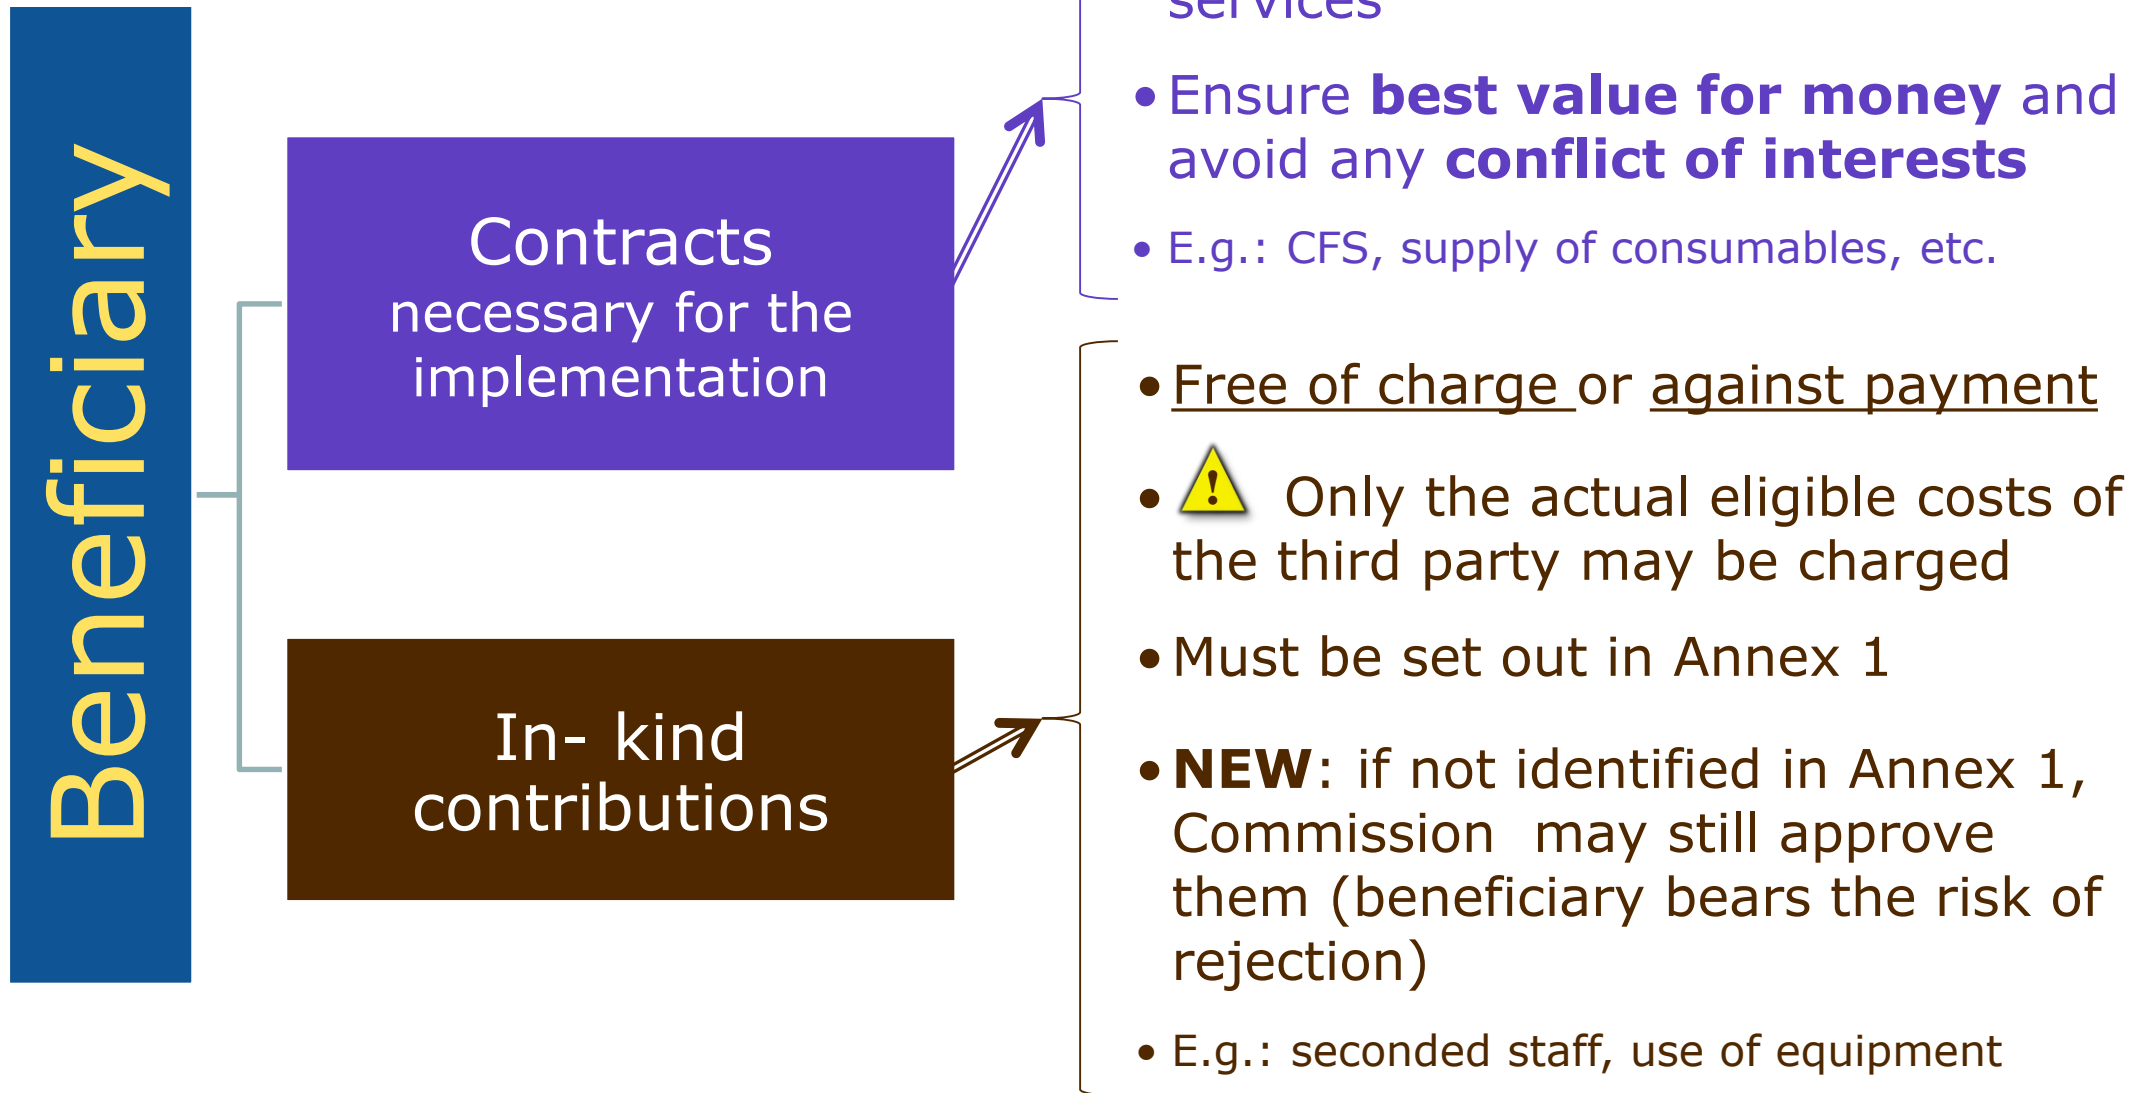 Beneficiary
Contracts
necessary for the
implementation
services
• Ensure best value for money and
avoid any conflict of interests
• E.g.: CFS, supply of consumables, etc.
In- kind
contributions
• Free of charge or against payment
• ! Only the actual eligible costs of
the third party may be charged
• Must be set out in Annex 1
• NEW: if not identified in Annex 1,
Commission  may still approve
them (beneficiary bears the risk of
rejection)
• E.g.: seconded staff, use of equipment